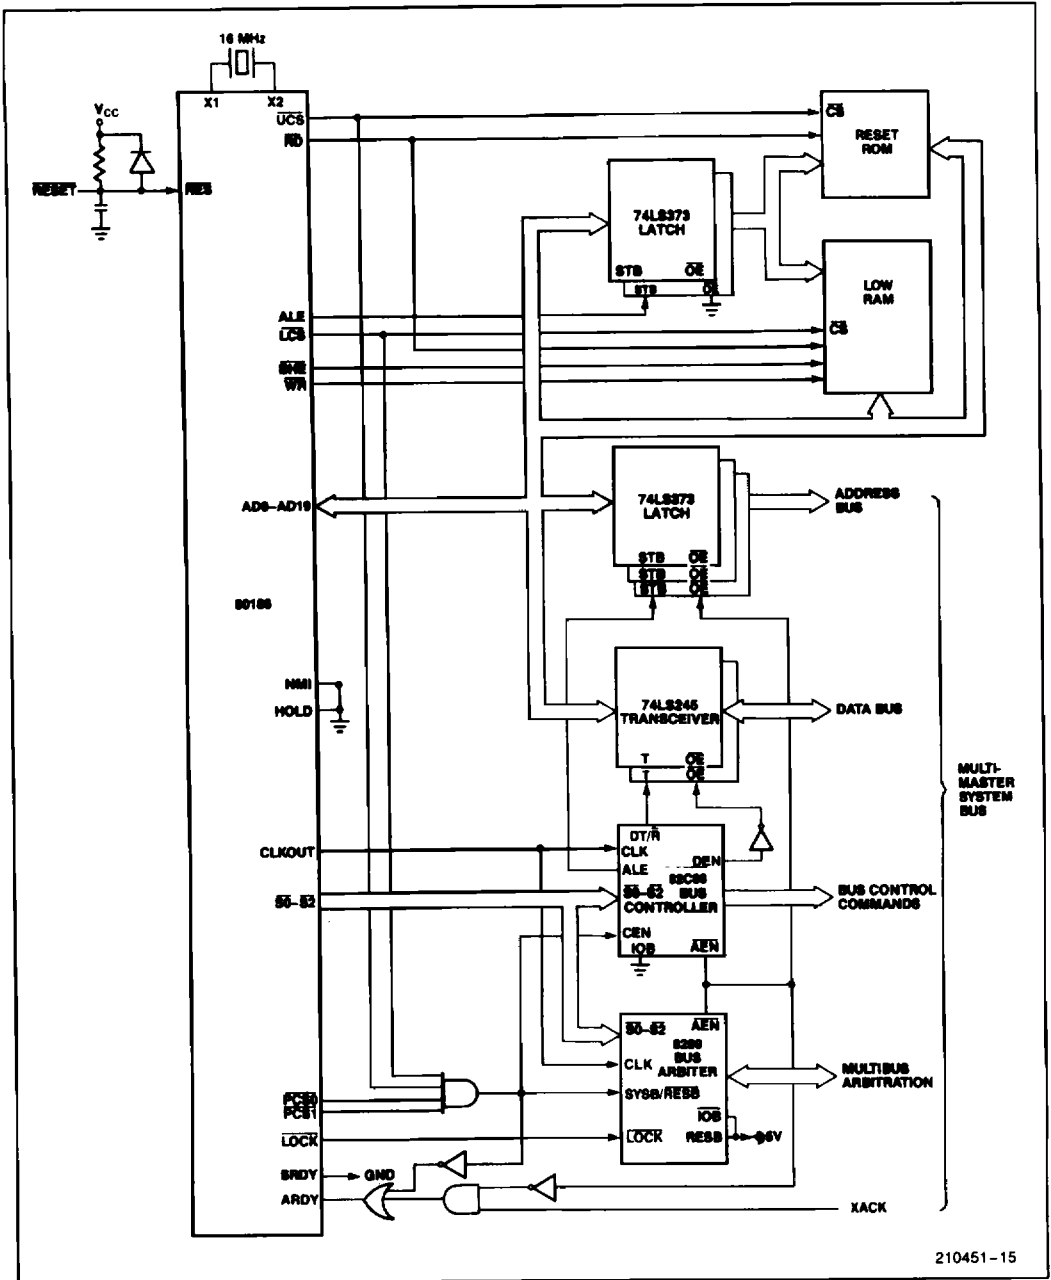 16 MHz
X1
X2
VCC
RESET
RES
UCS
RD
CS
RESET
ROM
74LS373
LATCH
STB
OE
STB
OE
LOW
RAM
CS
ALE
LCS
BHE
WR
AD0-AD19
74LS373
LATCH
STB
OE
STB
OE
STB
OE
ADDRESS
BUS
80186
NMI
HOLD
74LS245
TRANSCEIVER
T
OE
T
OE
DATA BUS
MULTI-
MASTER
SYSTEM
BUS
CLKOUT
S0-S2
DT/R
CLK
ALE
DEN
S0-S2
BUS
CONTROLLER
CEN
IOB
AEN
BUS CONTROL
COMMANDS
S0-S2
AEN
8289
BUS
ARBITER
CLK
SYSB/RESB
IOB
LOCK
RESB
5V
MULTIBUS
ARBITRATION
PCS0
PCS1
LOCK
SRDY
GND
ARDY
XACK
210451-15